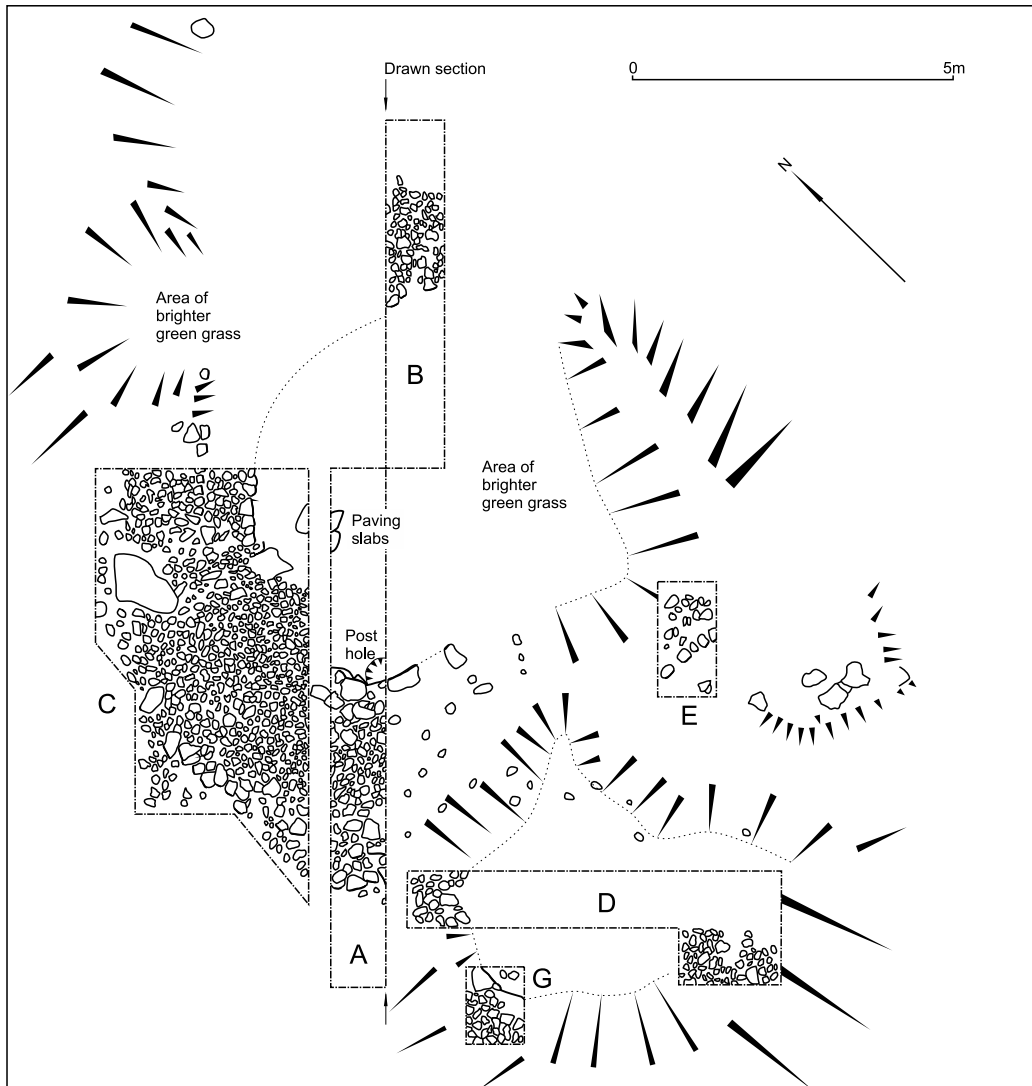 Drawn section
0
5m
N
Area of
brighter
green grass
B
Area of
brighter
green grass
Paving
slabs
Post
hole
C
E
D
A
G